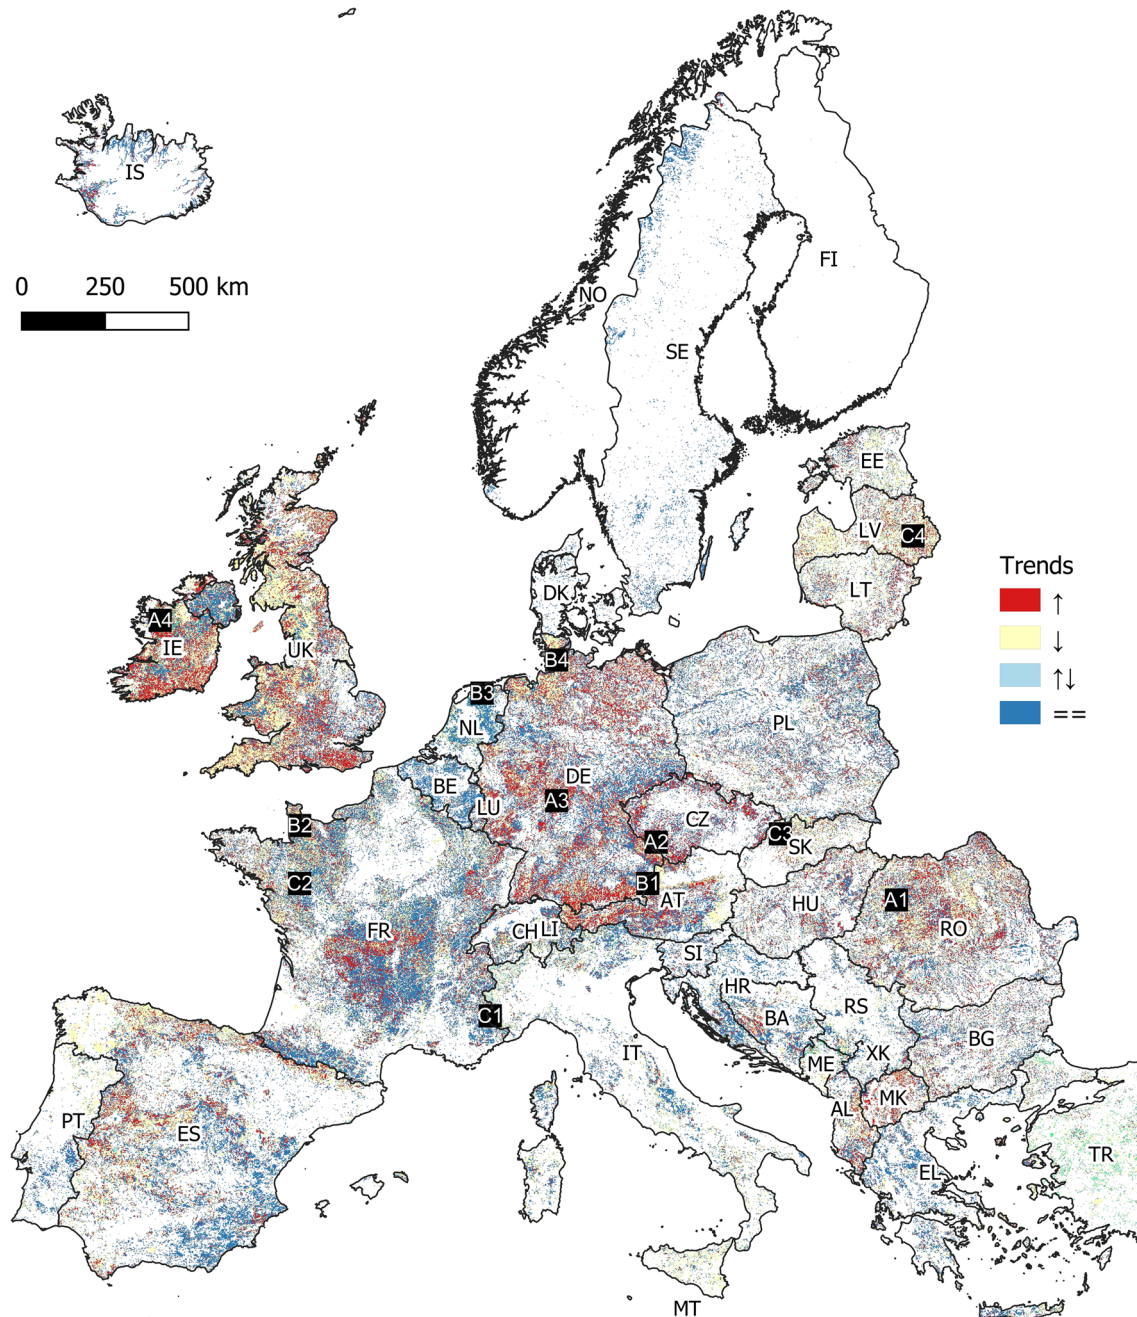 IS
0 250 500 km
NO
FI
SE
EE
LV
C4
LT
Trends
↑
↓
↑↓
==
DK
A4
IE
UK
B4
B3
NL
PL
BE
DE
LU
A3
CZ
A2
C3
SK
B2
C2
B1
AT
HU
A1
RO
FR
CH
LI
SI
HR
BA
RS
C1
IT
ME
XK
BG
MK
AL
PT
ES
TR
EL
MT